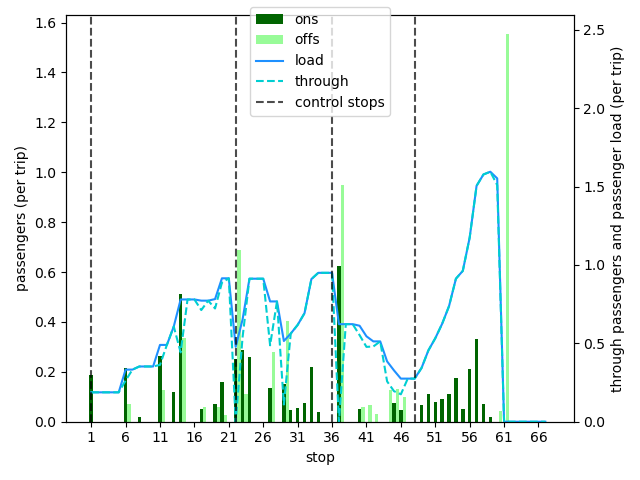 ons
offs
load
through
control stops
passengers (per trip)
1.6
1.4
1.2
1.0
0.8
0.6
0.4
0.2
0.0
2.5
2.0
1.5
1.0
0.5
0.0
through passengers and passenger load (per trip)
1 6 11 16 21 26 31 36 41 46 51 56 61 66
stop